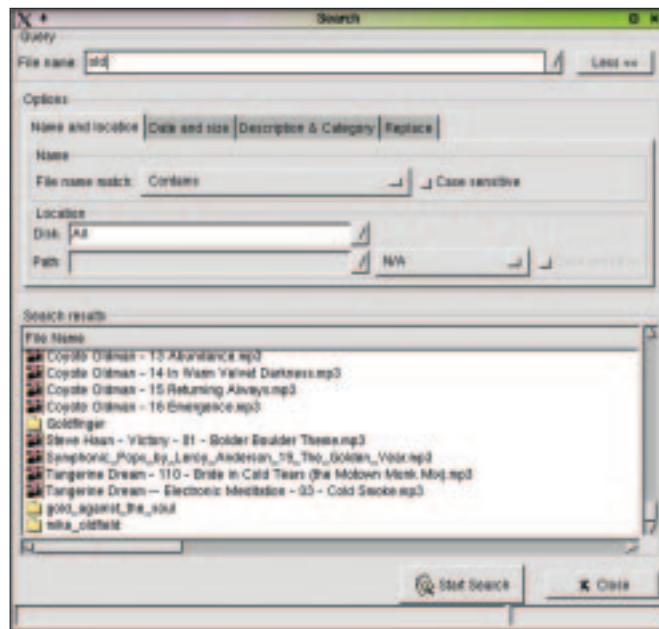 Search
Query
File name: old
Less <<
Options
Name and location
Date and size
Description & Category
Replace
Name
File name match: Contains
Case sensitive
Location
Disk: All
Path:
N/A
Search results
File Name
Coyote Oldman - 13 Abundance.mp3
Coyote Oldman - 14 In Warm Velvet Darkness.mp3
Coyote Oldman - 15 Returning Always.mp3
Coyote Oldman - 16 Emergence.mp3
Goldfinger
Steve Haun - Victory - 01 - Bolder Boulder Theme.mp3
Symphonic_Pops_by_Leroy_Anderson_19_The_Golden_Year.mp3
Tangerine Dream - 110 - Bride in Cold Tears (the Motown Monk Mix).mp3
Tangerine Dream -- Electronic Meditation - 03 - Cold Smoke.mp3
gold_against_the_soul
mike_oldfield
Start Search
Close